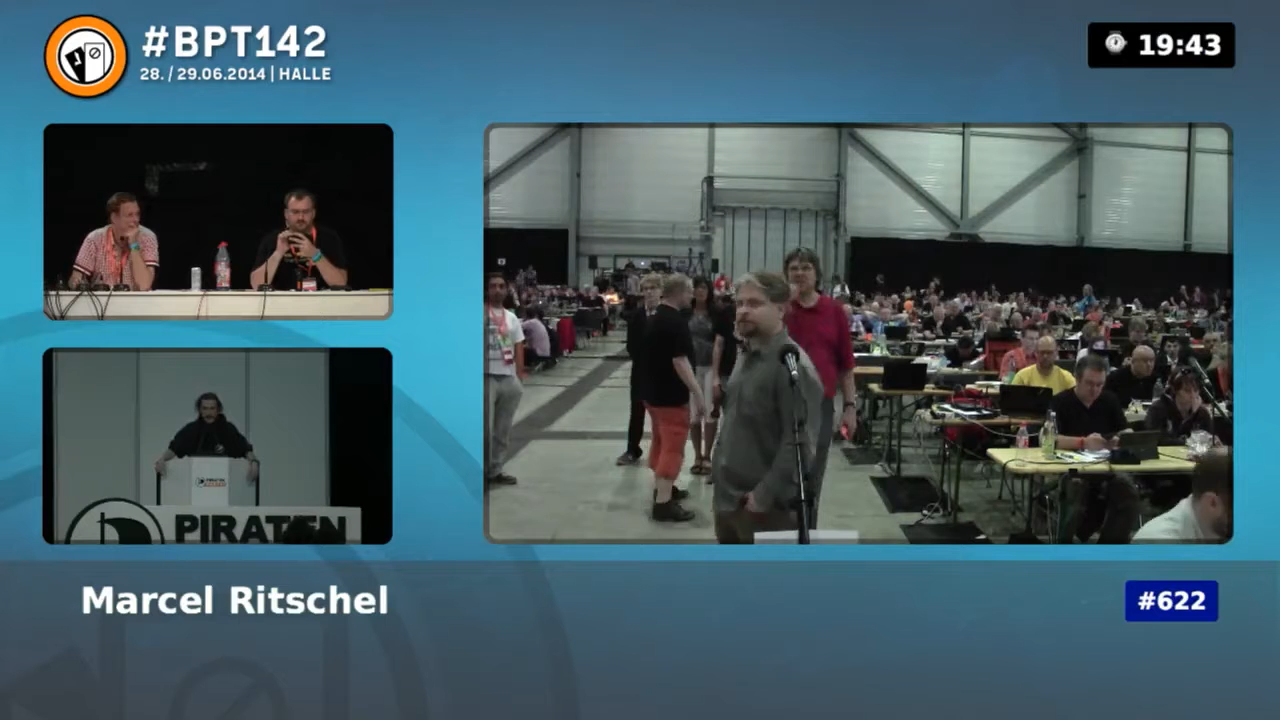 #BPT142
28. / 29.06.2014 | HALLE
19:43
PIRATEN
Marcel Ritschel
#622